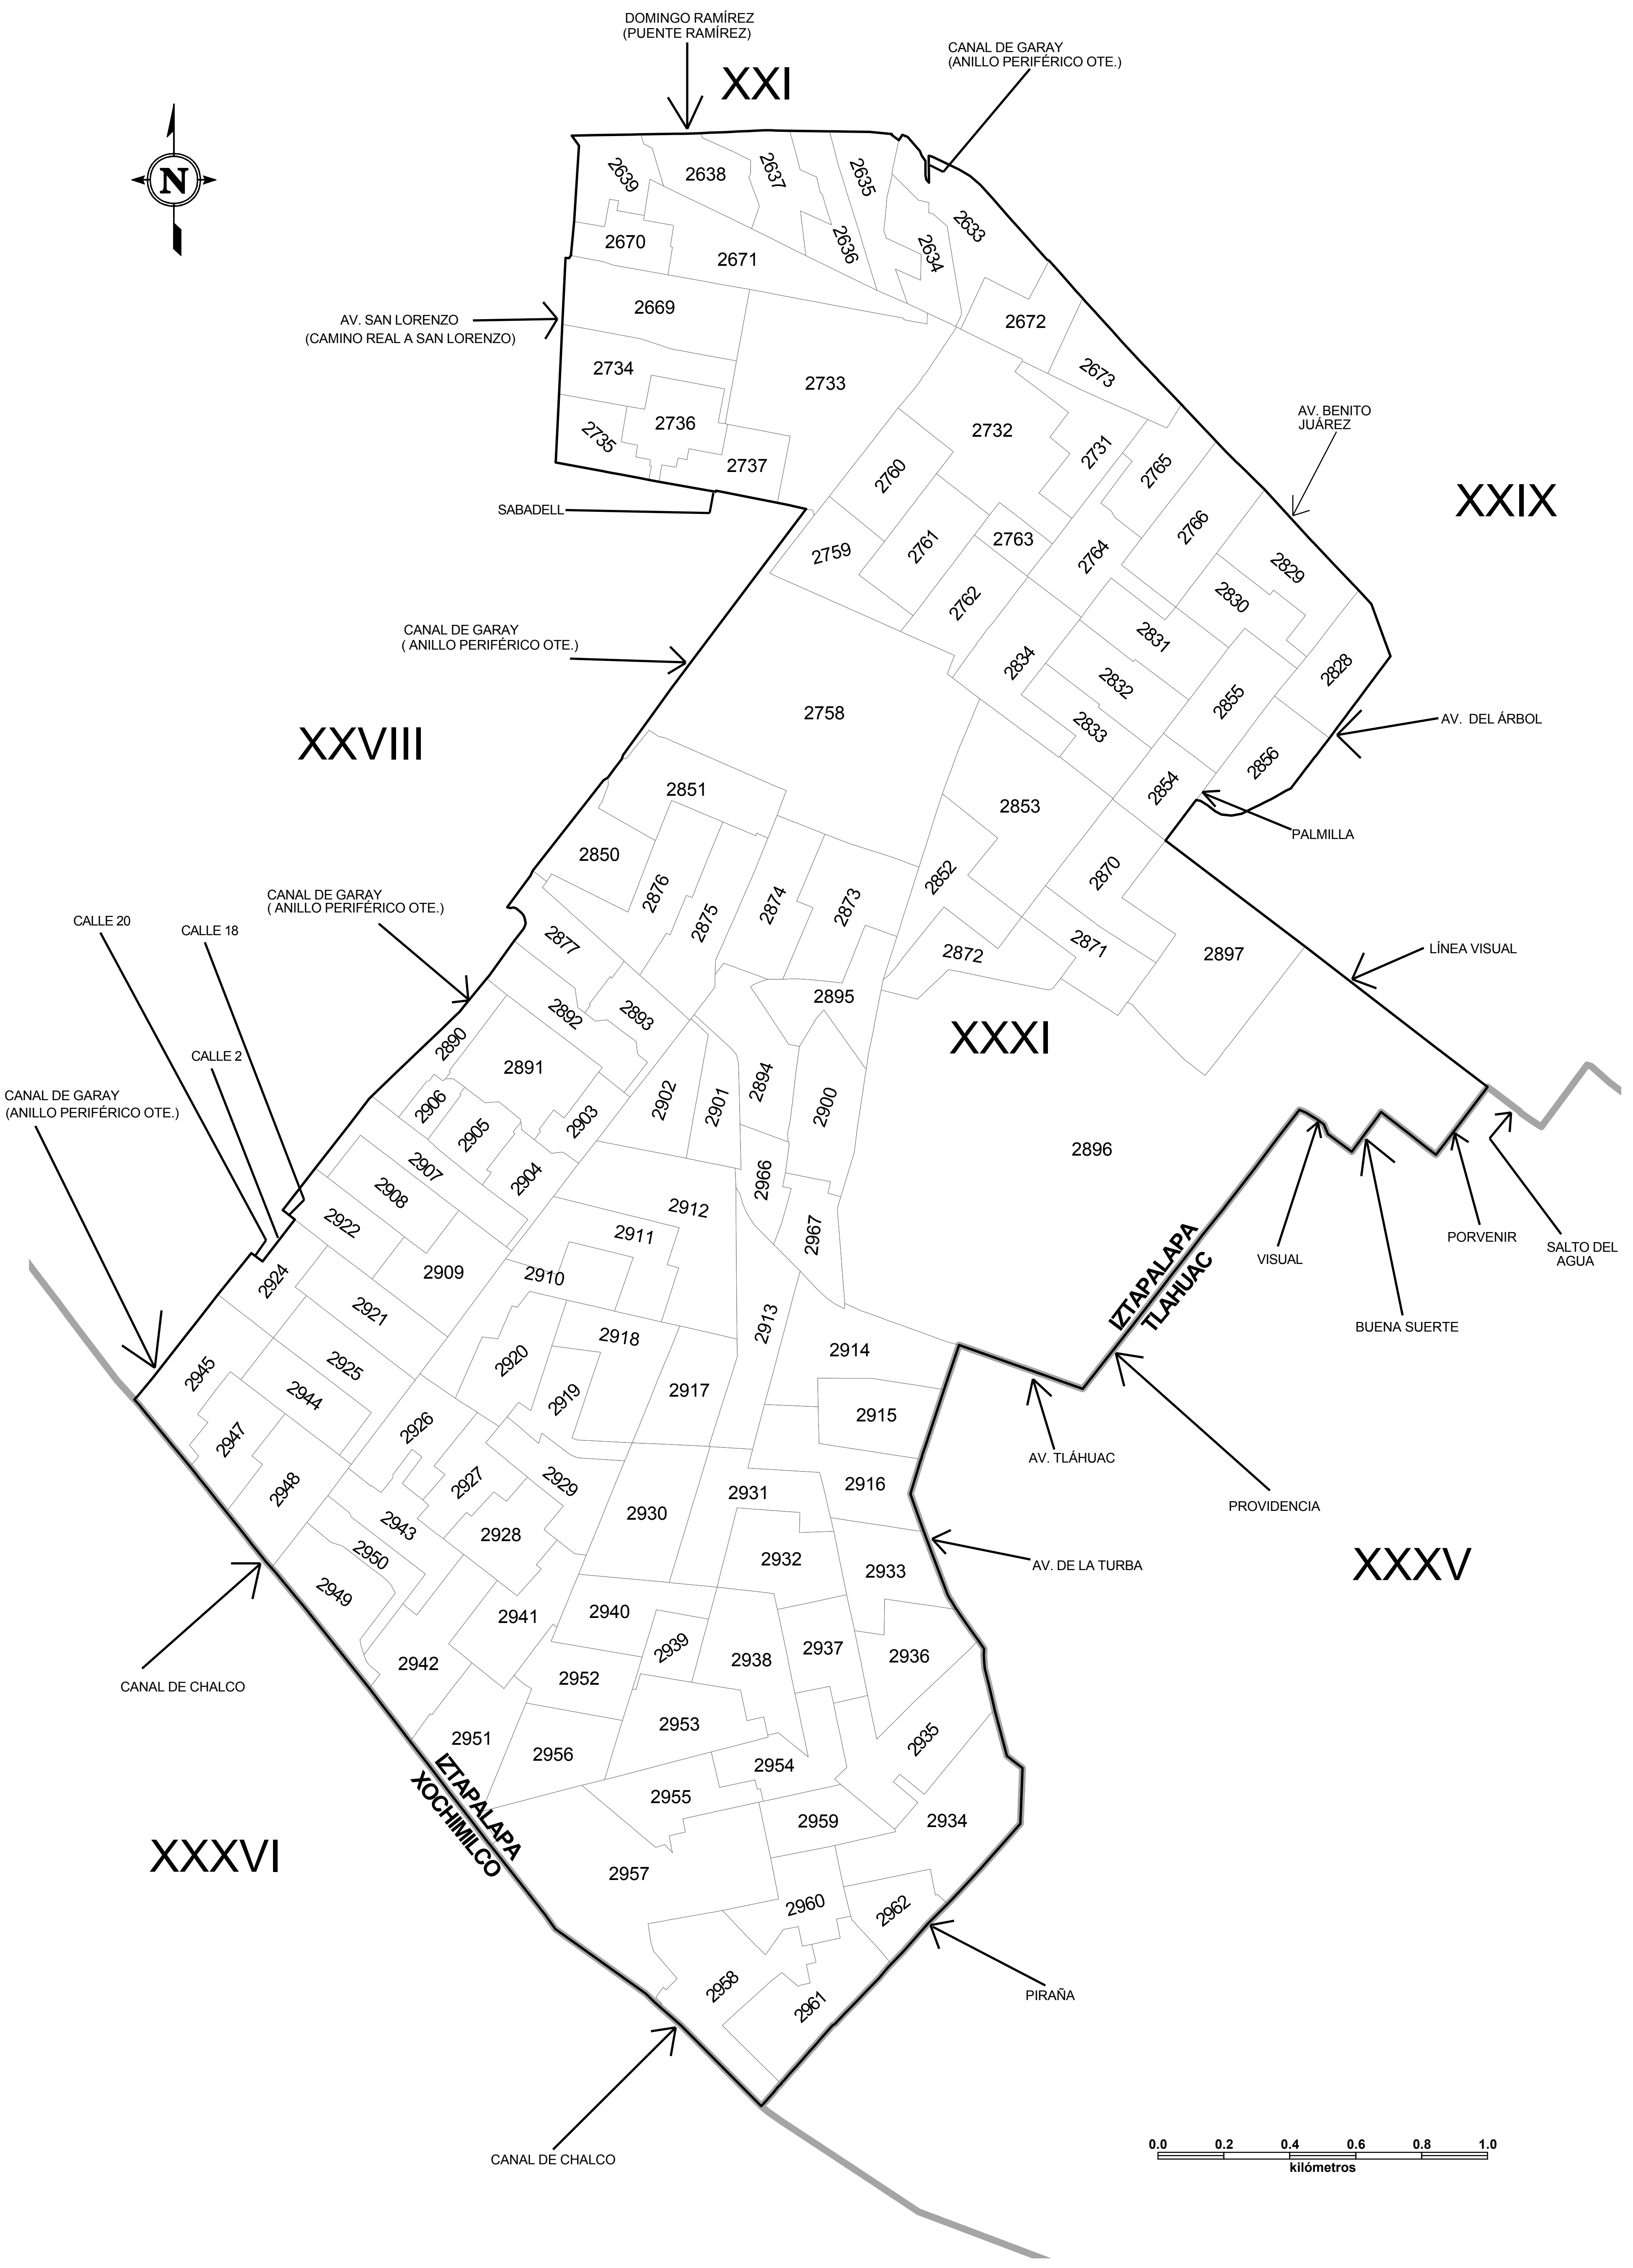 DOMINGO RAMÍREZ
(PUENTE RAMÍREZ)
CANAL DE GARAY
(ANILLO PERIFÉRICO OTE.)
XXI
N
2639
2638
2637
2635
2633
2636
2634
2670
2671
2669
2672
AV. SAN LORENZO
(CAMINO REAL A SAN LORENZO)
2734
2733
2673
2736
2735
2737
2732
2731
AV. BENITO
JUÁREZ
2760
2765
XXIX
SABADELL
2759
2761
2763
2764
2766
2829
2762
2830
CANAL DE GARAY
( ANILLO PERIFÉRICO OTE.)
2831
2834
2832
2828
2855
2833
2758
AV. DEL ÁRBOL
XXVIII
2856
2854
2851
2853
PALMILLA
2850
2876
2875
2874
2873
2852
2870
CANAL DE GARAY
( ANILLO PERIFÉRICO OTE.)
CALLE 20
CALLE 18
2877
2872
2871
2897
LÍNEA VISUAL
2895
2892
2893
XXXI
2890
CALLE 2
2891
2894
CANAL DE GARAY
(ANILLO PERIFÉRICO OTE.)
2906
2905
2903
2902
2901
2900
2896
2907
2904
2908
2966
2922
2912
2911
2967
2910
2909
2924
IZTAPALAPA
TLAHUAC
VISUAL
BUENA SUERTE
PORVENIR
SALTO DEL
AGUA
2921
2913
2918
2914
2920
2945
2925
2944
2919
2917
2915
2947
2926
AV. TLÁHUAC
2948
2927
2929
2931
2916
PROVIDENCIA
2943
2928
2930
2950
2932
2933
AV. DE LA TURBA
XXXV
2949
2941
2940
2939
2937
2936
2942
2952
2938
CANAL DE CHALCO
2951
2956
2953
2935
2954
2955
2959
2934
IZTAPALAPA
XOCHIMILCO
XXXVI
2957
2960
2962
2958
2961
PIRAÑA
CANAL DE CHALCO
0.0 0.2 0.4 0.6 0.8 1.0
kilómetros